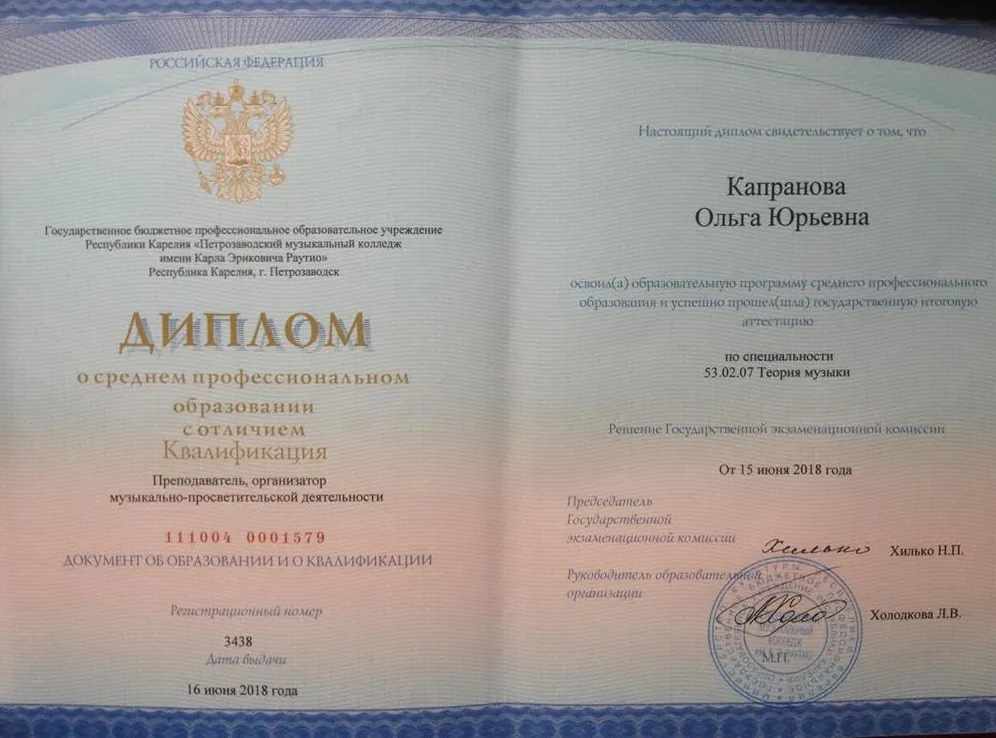 РОССИЙСКАЯ ФЕДЕРАЦИЯ
Государственное бюджетное профессиональное образовательное учреждение
Республики Карелия «Петрозаводский музыкальный колледж
имени Карла Эриковича Раутио»
Республика Карелия, г. Петрозаводск
ДИПЛОМ
о среднем профессиональном
образовании
с отличием
Квалификация
Преподаватель, организатор
музыкально-просветительской деятельности
111004 0001579
ДОКУМЕНТ ОБ ОБРАЗОВАНИИ И О КВАЛИФИКАЦИИ
Регистрационный номер
3438
Дата выдачи
16 июня 2018 года
Настоящий диплом свидетельствует о том, что
Капранова
Ольга Юрьевна
освоил(а) образовательную программу среднего профессионального
образования и успешно прошел(шла) государственную итоговую
аттестацию
по специальности
53.02.07 Теория музыки
Решение Государственной экзаменационной комиссии
От 15 июня 2018 года
Председатель
Государственной
экзаменационной комиссии
Хилько Хилько Н.П.
Руководитель образовательной
организации
Холодкова Л.В.
М.П.